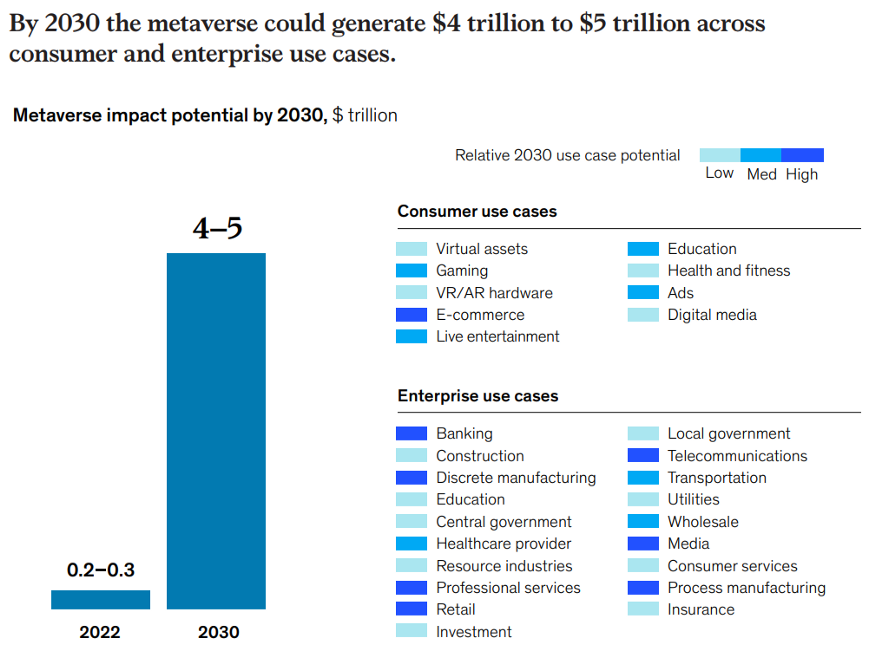 By 2030 the metaverse could generate $4 trillion to $5 trillion across
consumer and enterprise use cases.
Metaverse impact potential by 2030, $ trillion
Relative 2030 use case potential
Low Med High
4–5
0.2–0.3
2022 2030
Consumer use cases
Virtual assets
Gaming
VR/AR hardware
E-commerce
Live entertainment
Education
Health and fitness
Ads
Digital media
Enterprise use cases
Banking
Construction
Discrete manufacturing
Education
Central government
Healthcare provider
Resource industries
Professional services
Retail
Investment
Local government
Telecommunications
Transportation
Utilities
Wholesale
Media
Consumer services
Process manufacturing
Insurance